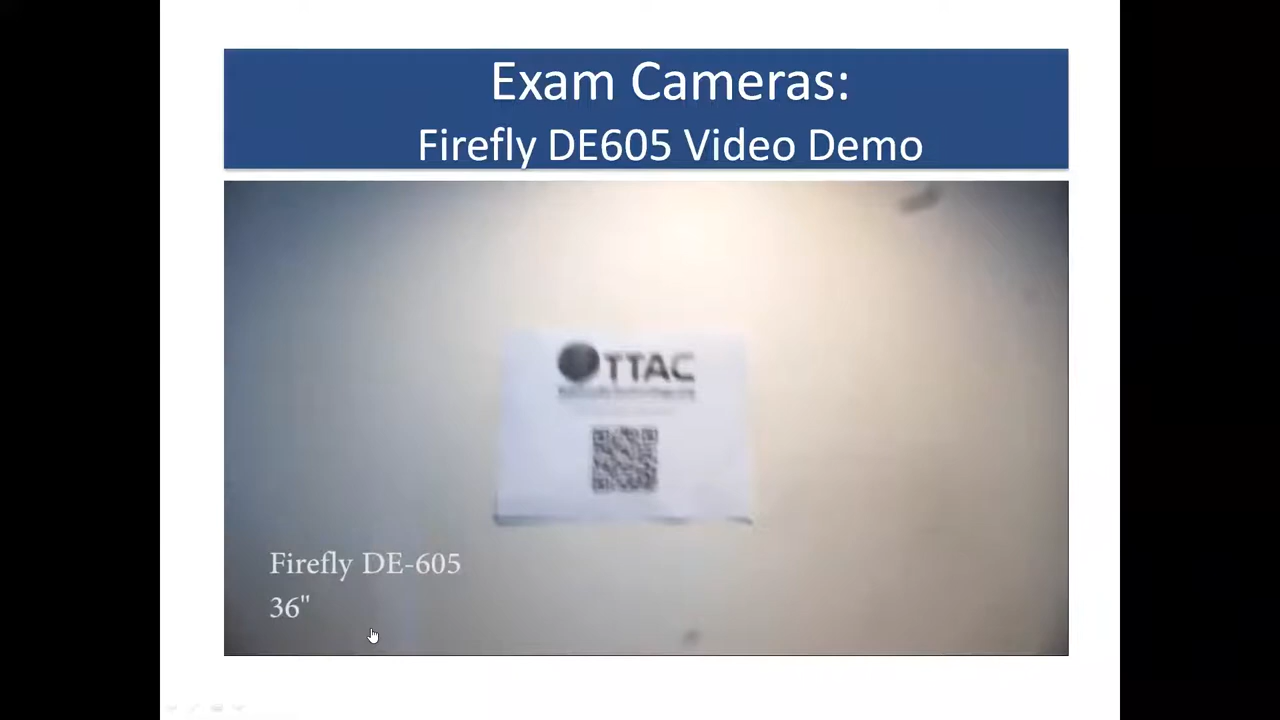 Exam Cameras:
Firefly DE605 Video Demo
TTAC
Firefly DE-605
36"